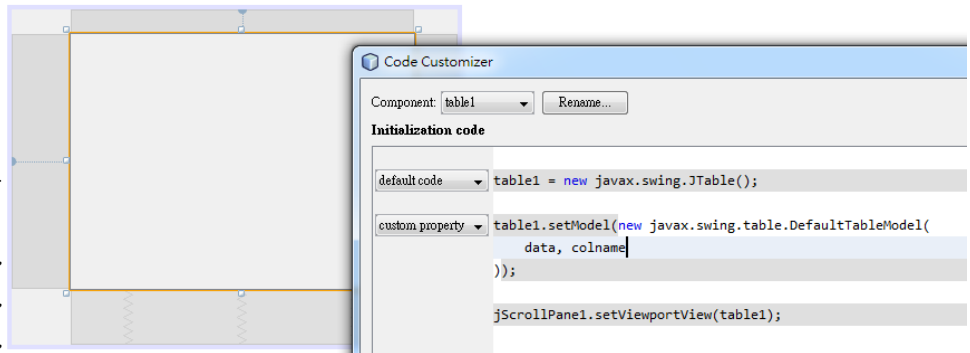 Code Customizer
Component: table1 Rename...
Initialization code
default code table1 = new javax.swing.JTable();
custom property table1.setModel(new javax.swing.table.DefaultTableModel(
data, colname
));
jScrollPane1.setViewportView(table1);